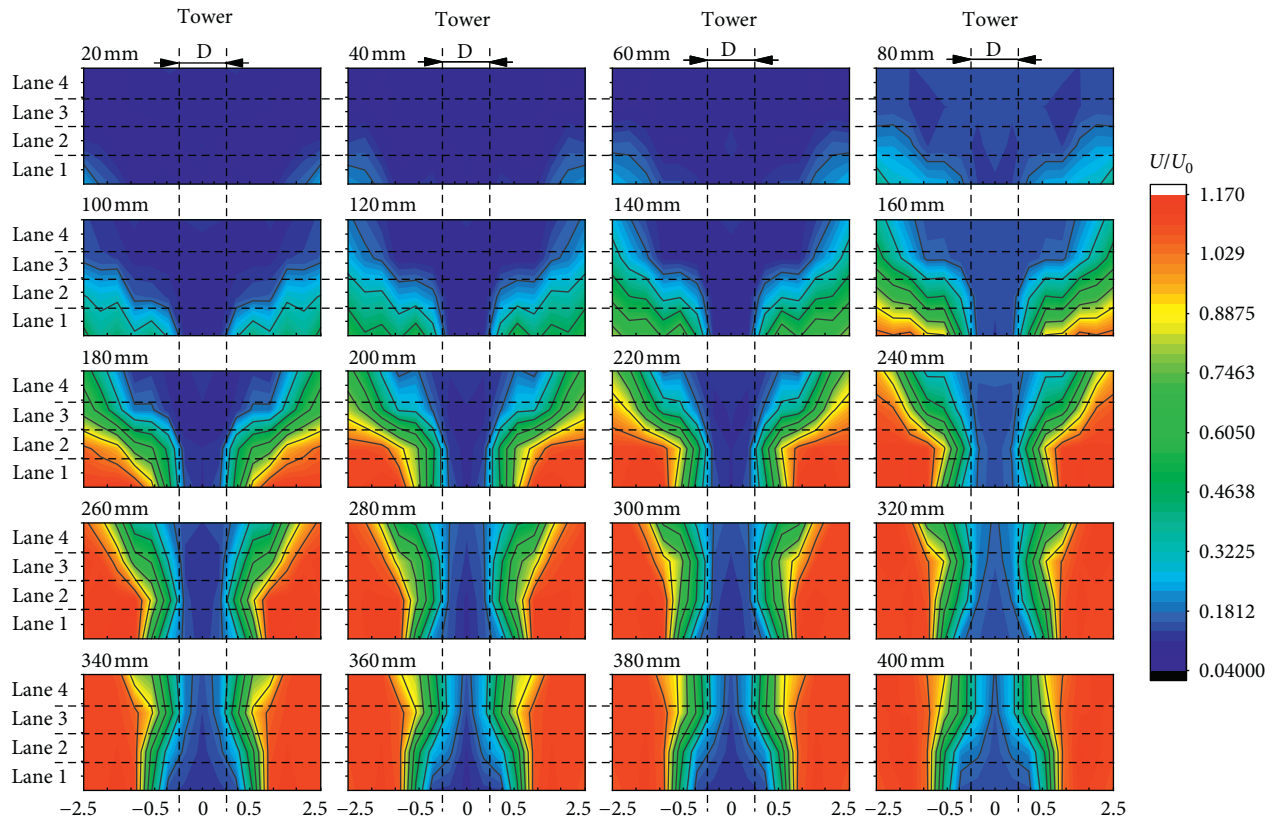 Tower Tower Tower Tower
D D D D
20 mm 40 mm 60 mm 80 mm
Lane 4
Lane 3
Lane 2
Lane 1
U/U0
1.170
1.029
0.8875
0.7463
0.6050
0.4638
0.3225
0.1812
0.04000
100 mm 120 mm 140 mm 160 mm
Lane 4
Lane 3
Lane 2
Lane 1
180 mm 200 mm 220 mm 240 mm
Lane 4
Lane 3
Lane 2
Lane 1
260 mm 280 mm 300 mm 320 mm
Lane 4
Lane 3
Lane 2
Lane 1
340 mm 360 mm 380 mm 400 mm
Lane 4
Lane 3
Lane 2
Lane 1
−2.5 −0.5 0 0.5 2.5 −2.5 −0.5 0 0.5 2.5 −2.5 −0.5 0 0.5 2.5 −2.5 −0.5 0 0.5 2.5